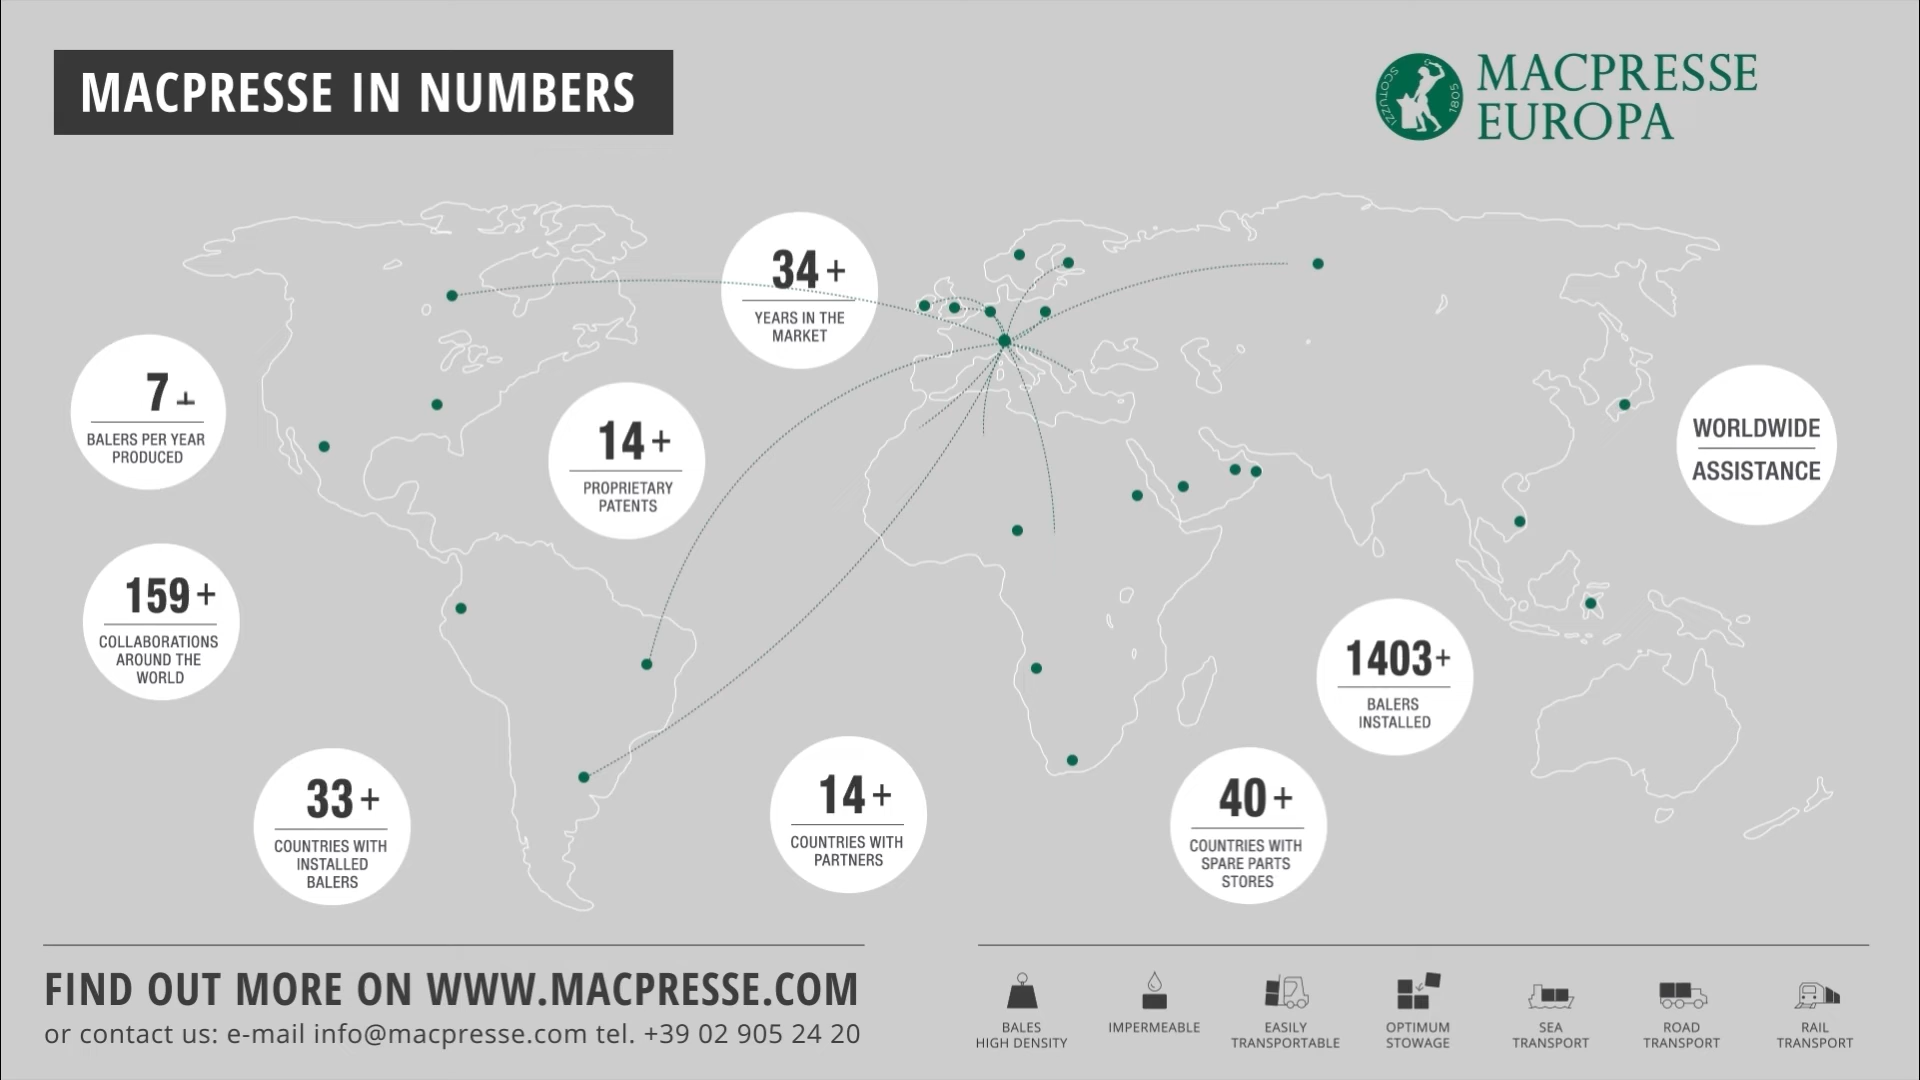 MACPRESSE IN NUMBERS
SCOTUZZI
1805
MACPRESSE
EUROPA
34+
YEARS IN THE
MARKET
7+
BALERS PER YEAR
PRODUCED
14+
PROPRIETARY
PATENTS
WORLDWIDE
ASSISTANCE
159+
COLLABORATIONS
AROUND THE
WORLD
1403+
BALERS
INSTALLED
33+
COUNTRIES WITH
INSTALLED
BALERS
14+
COUNTRIES WITH
PARTNERS
40+
COUNTRIES WITH
SPARE PARTS
STORES
FIND OUT MORE ON WWW.MACPRESSE.COM
or contact us: e-mail info@macpresse.com tel. +39 02 905 24 20
BALES
HIGH DENSITY
IMPERMEABLE
EASILY
TRANSPORTABLE
OPTIMUM
STOWAGE
SEA
TRANSPORT
ROAD
TRANSPORT
RAIL
TRANSPORT